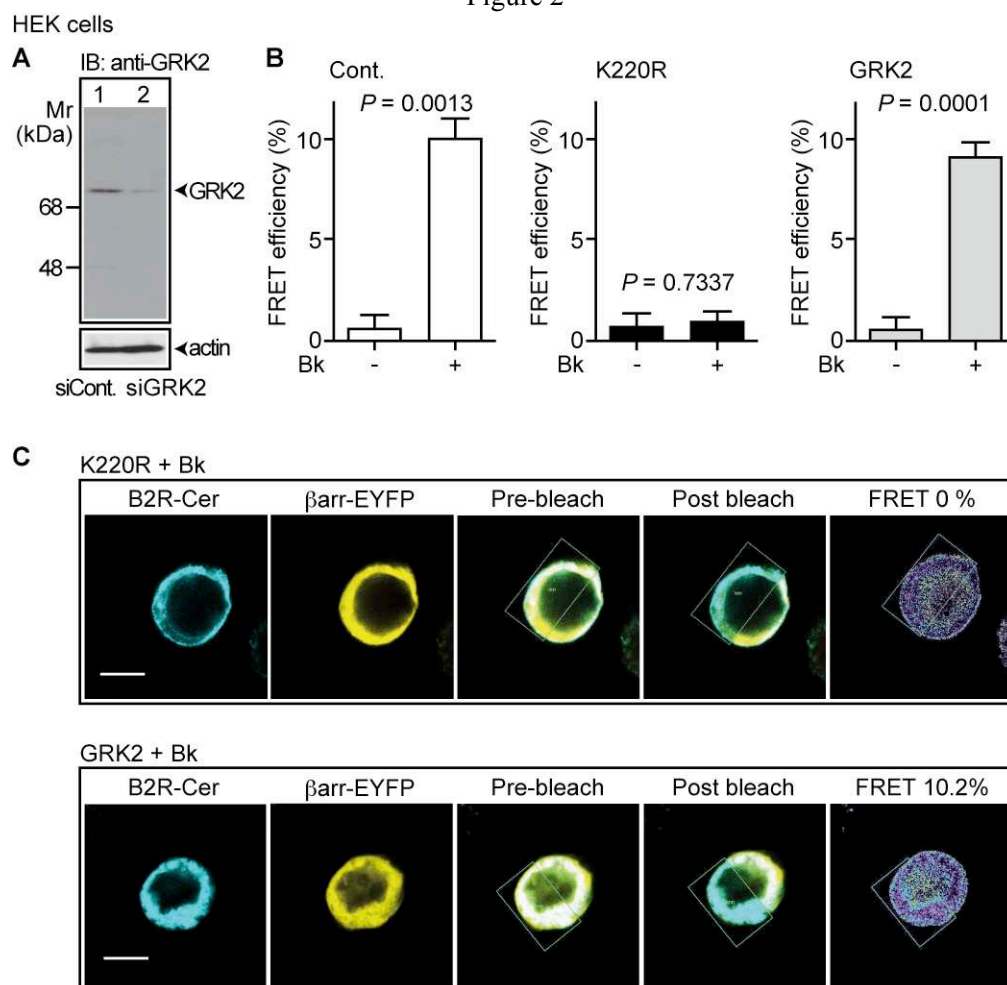 Figure 2
HEK cells
A
IB: anti-GRK2
1 2
Mr
(kDa)
GRK2
68
48
actin
siCont. siGRK2
B
Cont.
P = 0.0013
FRET efficiency (%)
10
5
0
Bk - +
K220R
P = 0.7337
FRET efficiency (%)
10
5
0
Bk - +
GRK2
P = 0.0001
FRET efficiency (%)
10
5
0
Bk - +
C
K220R + Bk
B2R-Cer βarr-EYFP Pre-bleach Post bleach FRET 0 %
GRK2 + Bk
B2R-Cer βarr-EYFP Pre-bleach Post bleach FRET 10.2%